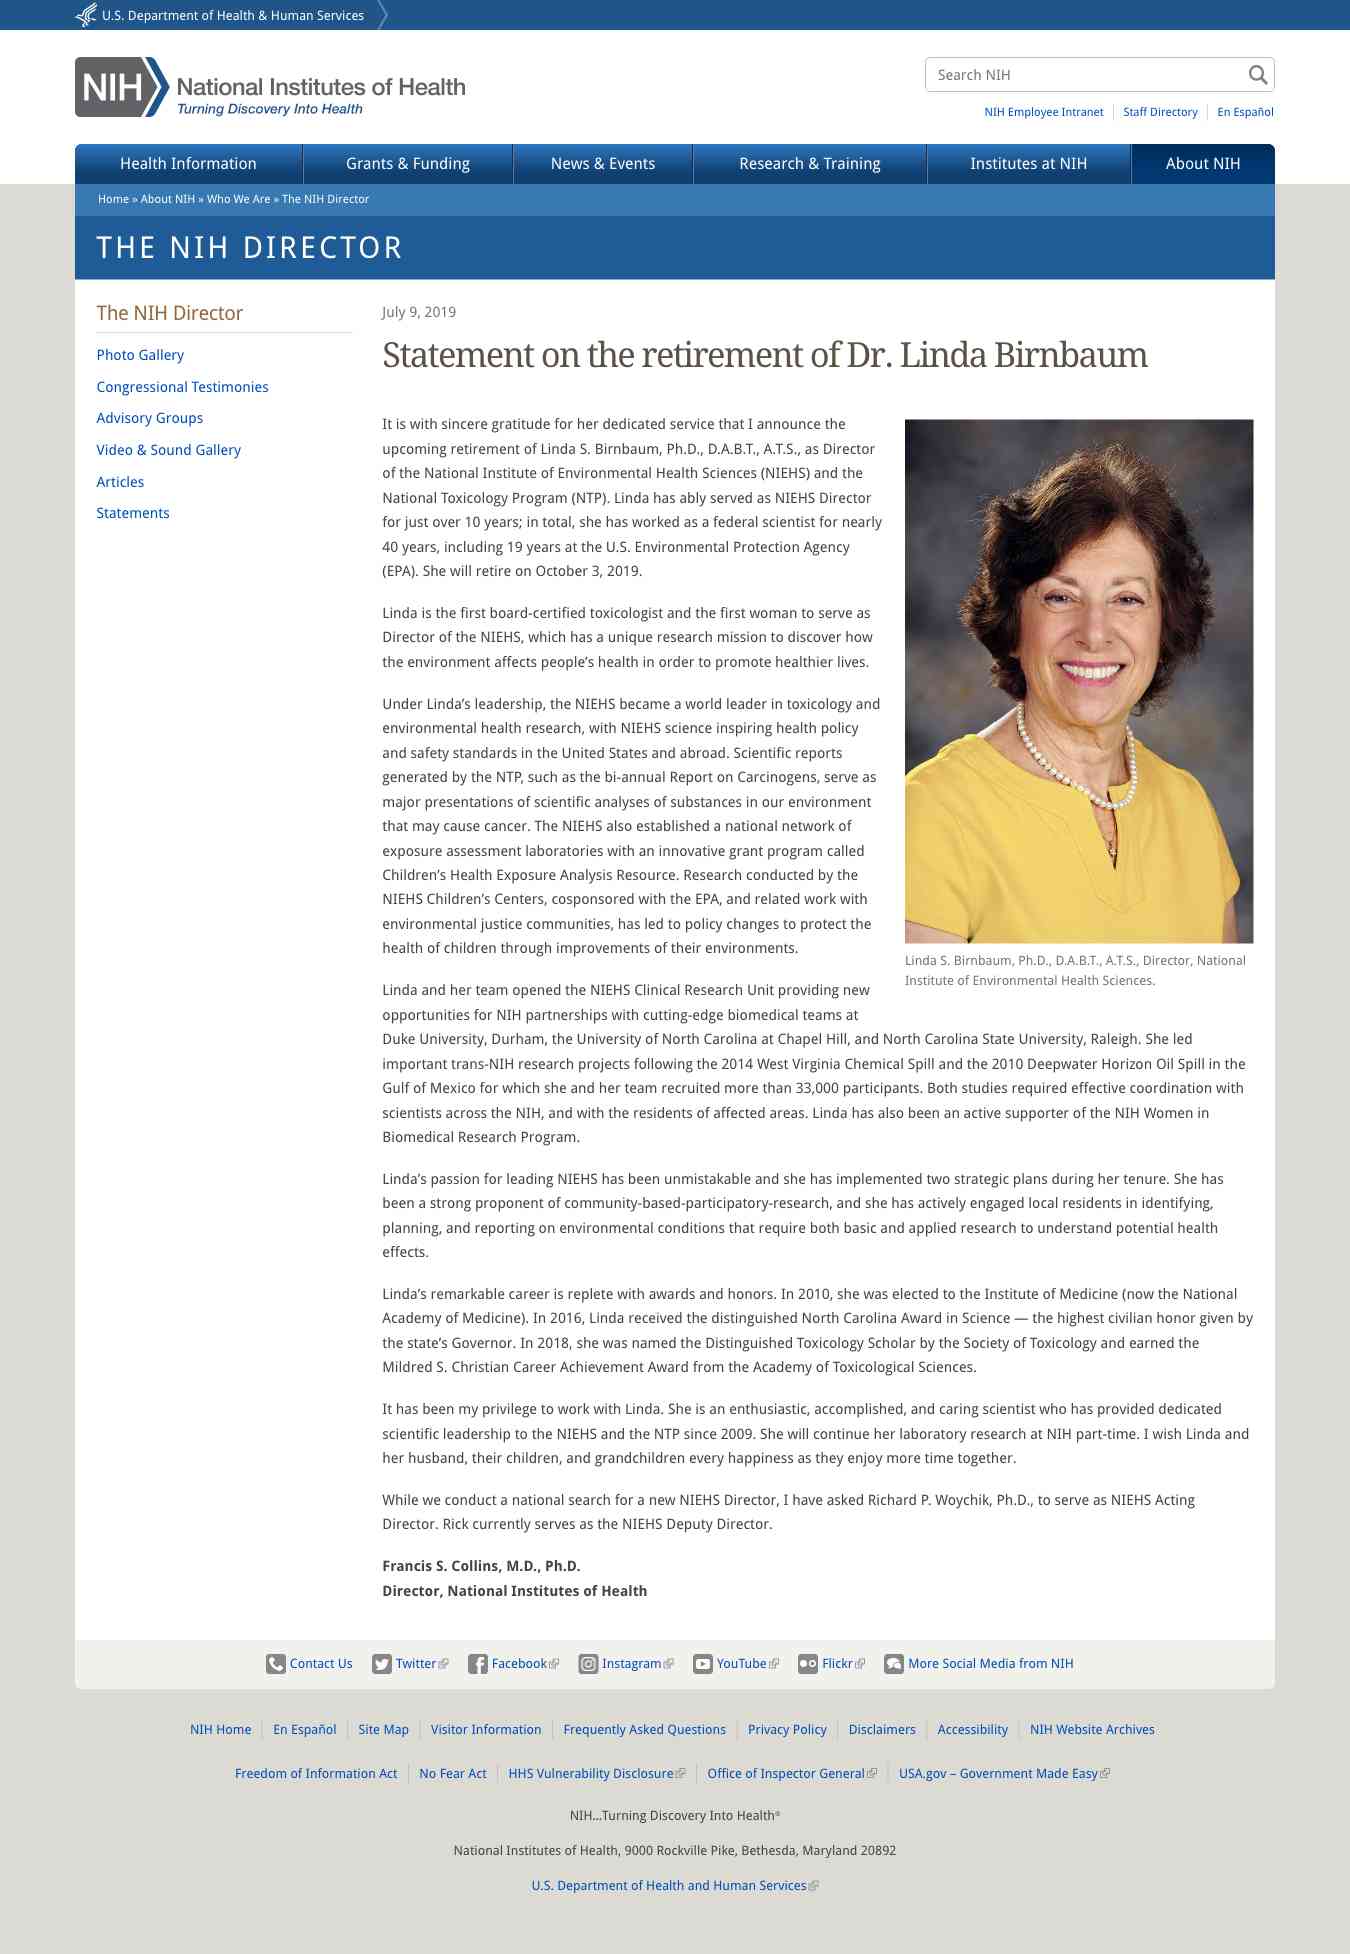 U.S. Department of Health & Human Services
NIH National Institutes of Health
Turning Discovery Into Health
Search NIH
NIH Employee Intranet Staff Directory En Español
Health Information Grants & Funding News & Events Research & Training Institutes at NIH About NIH
Home » About NIH » Who We Are » The NIH Director
THE NIH DIRECTOR
The NIH Director
Photo Gallery
Congressional Testimonies
Advisory Groups
Video & Sound Gallery
Articles
Statements
July 9, 2019
Statement on the retirement of Dr. Linda Birnbaum
It is with sincere gratitude for her dedicated service that I announce the
upcoming retirement of Linda S. Birnbaum, Ph.D., D.A.B.T., A.T.S., as Director
of the National Institute of Environmental Health Sciences (NIEHS) and the
National Toxicology Program (NTP). Linda has ably served as NIEHS Director
for just over 10 years; in total, she has worked as a federal scientist for nearly
40 years, including 19 years at the U.S. Environmental Protection Agency
(EPA). She will retire on October 3, 2019.
Linda is the first board-certified toxicologist and the first woman to serve as
Director of the NIEHS, which has a unique research mission to discover how
the environment affects people’s health in order to promote healthier lives.
Under Linda’s leadership, the NIEHS became a world leader in toxicology and
environmental health research, with NIEHS science inspiring health policy
and safety standards in the United States and abroad. Scientific reports
generated by the NTP, such as the bi-annual Report on Carcinogens, serve as
major presentations of scientific analyses of substances in our environment
that may cause cancer. The NIEHS also established a national network of
exposure assessment laboratories with an innovative grant program called
Children’s Health Exposure Analysis Resource. Research conducted by the
NIEHS Children’s Centers, cosponsored with the EPA, and related work with
environmental justice communities, has led to policy changes to protect the
health of children through improvements of their environments.
Linda S. Birnbaum, Ph.D., D.A.B.T., A.T.S., Director, National
Institute of Environmental Health Sciences.
Linda and her team opened the NIEHS Clinical Research Unit providing new
opportunities for NIH partnerships with cutting-edge biomedical teams at
Duke University, Durham, the University of North Carolina at Chapel Hill, and North Carolina State University, Raleigh. She led
important trans-NIH research projects following the 2014 West Virginia Chemical Spill and the 2010 Deepwater Horizon Oil Spill in the
Gulf of Mexico for which she and her team recruited more than 33,000 participants. Both studies required effective coordination with
scientists across the NIH, and with the residents of affected areas. Linda has also been an active supporter of the NIH Women in
Biomedical Research Program.
Linda’s passion for leading NIEHS has been unmistakable and she has implemented two strategic plans during her tenure. She has
been a strong proponent of community-based-participatory-research, and she has actively engaged local residents in identifying,
planning, and reporting on environmental conditions that require both basic and applied research to understand potential health
effects.
Linda’s remarkable career is replete with awards and honors. In 2010, she was elected to the Institute of Medicine (now the National
Academy of Medicine). In 2016, Linda received the distinguished North Carolina Award in Science — the highest civilian honor given by
the state’s Governor. In 2018, she was named the Distinguished Toxicology Scholar by the Society of Toxicology and earned the
Mildred S. Christian Career Achievement Award from the Academy of Toxicological Sciences.
It has been my privilege to work with Linda. She is an enthusiastic, accomplished, and caring scientist who has provided dedicated
scientific leadership to the NIEHS and the NTP since 2009. She will continue her laboratory research at NIH part-time. I wish Linda and
her husband, their children, and grandchildren every happiness as they enjoy more time together.
While we conduct a national search for a new NIEHS Director, I have asked Richard P. Woychik, Ph.D., to serve as NIEHS Acting
Director. Rick currently serves as the NIEHS Deputy Director.
Francis S. Collins, M.D., Ph.D.
Director, National Institutes of Health
Contact Us Twitter Facebook Instagram YouTube Flickr More Social Media from NIH
NIH Home En Español Site Map Visitor Information Frequently Asked Questions Privacy Policy Disclaimers Accessibility NIH Website Archives
Freedom of Information Act No Fear Act HHS Vulnerability Disclosure Office of Inspector General USA.gov – Government Made Easy
NIH…Turning Discovery Into Health®
National Institutes of Health, 9000 Rockville Pike, Bethesda, Maryland 20892
U.S. Department of Health and Human Services